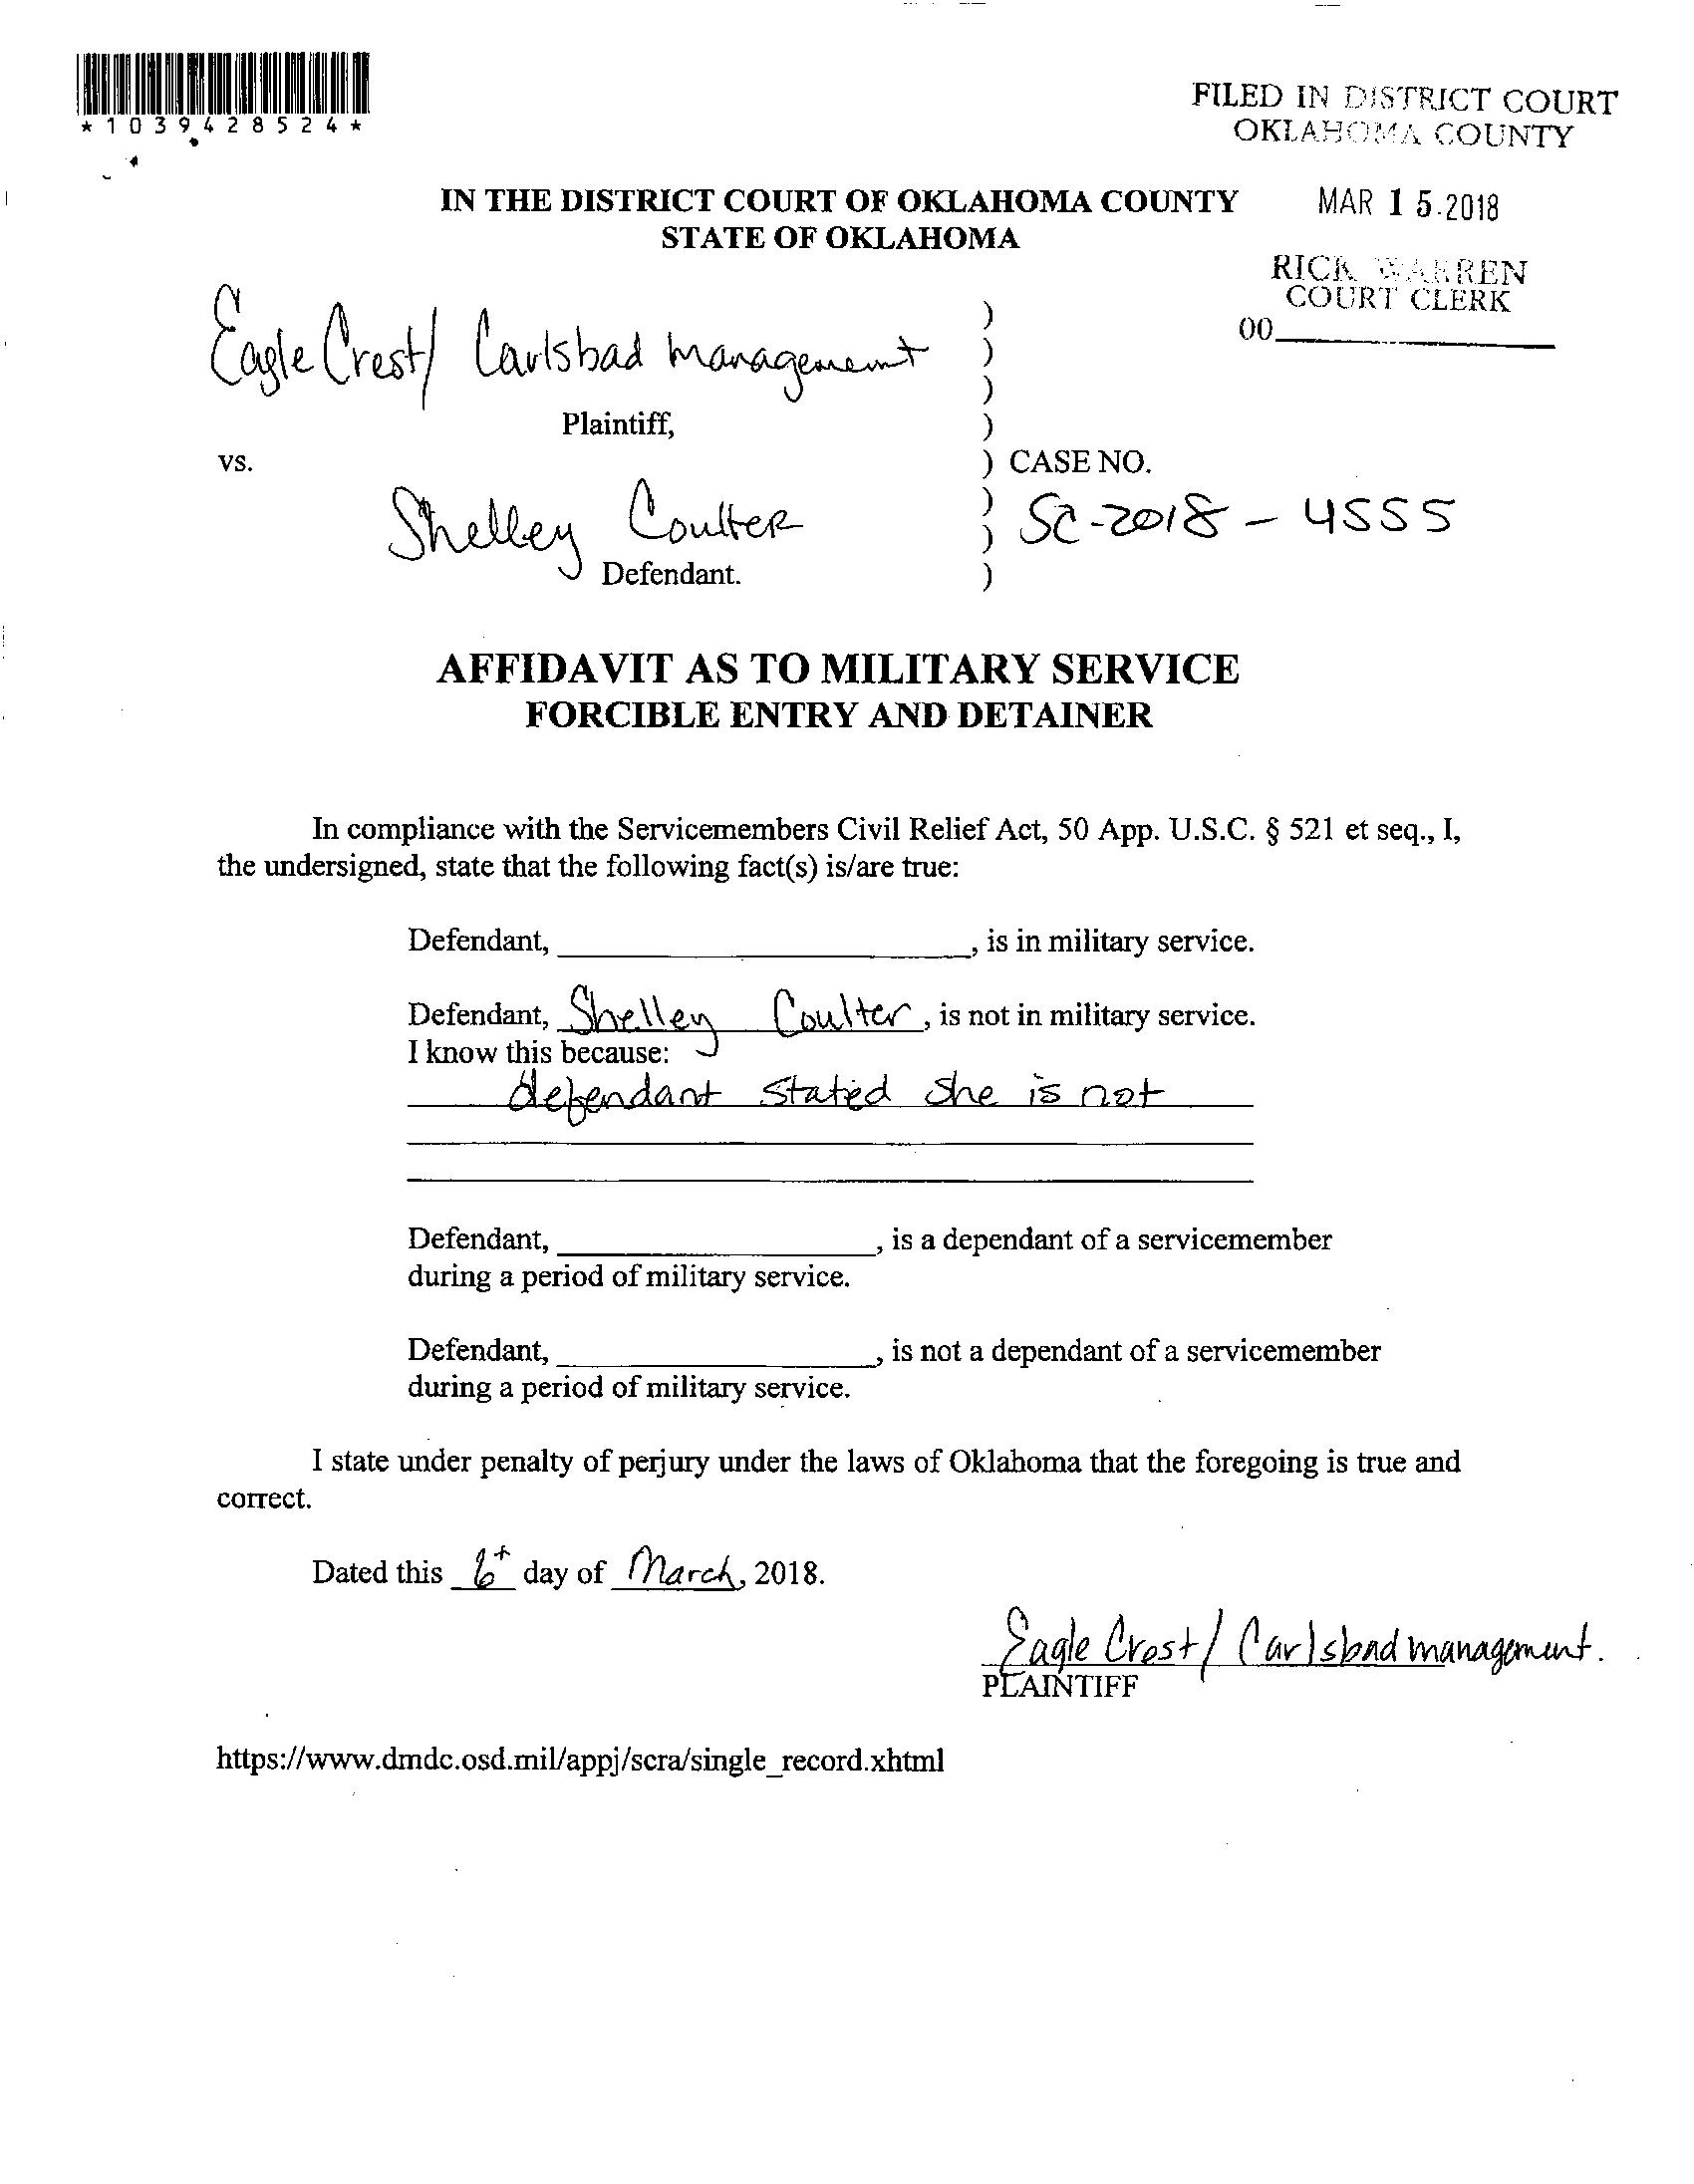 *1039428524*
FILED IN DISTRICT COURT
OKLAHOMA COUNTY
MAR 15 2018
RICK WARREN
COURT CLERK
00
IN THE DISTRICT COURT OF OKLAHOMA COUNTY
STATE OF OKLAHOMA
Eagle Crest/ Carlsbad management
Plaintiff,
vs.
) CASE NO.
Shelley Coulter
SC-2018-4555
Defendant.
AFFIDAVIT AS TO MILITARY SERVICE
FORCIBLE ENTRY AND DETAINER
In compliance with the Servicemembers Civil Relief Act, 50 App. U.S.C. § 521 et seq., I,
the undersigned, state that the following fact(s) is/are true:
Defendant, ____________________, is in military service.
Defendant, Shelley Coulter, is not in military service.
I know this because:
defendant stated she is not
Defendant, ____________________, is a dependant of a servicemember
during a period of military service.
Defendant, ____________________, is not a dependant of a servicemember
during a period of military service.
I state under penalty of perjury under the laws of Oklahoma that the foregoing is true and
correct.
Dated this 6t day of March, 2018.
Eagle Crest/ Carlsbad management.
PLAINTIFF
https://www.dmdc.osd.mil/appj/scra/single_record.xhtml